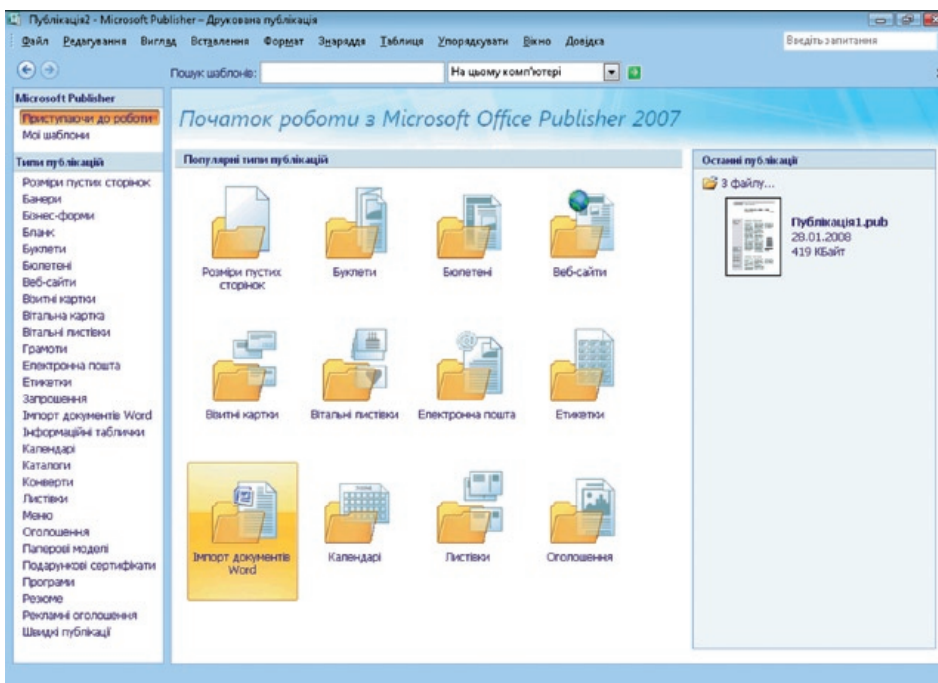 Публікація2 - Microsoft Publisher – Друкована публікація
Файл Редагування Вигляд Вставлення Формат Знаряддя Таблиця Упорядкувати Вікно Довідка
Введіть запитання
Пошук шаблонів:
На цьому комп'ютері
Microsoft Publisher
Приступаючи до роботи
Мої шаблони
Типи публікацій
Розміри пустих сторінок
Банери
Бізнес-форми
Бланк
Буклети
Бюлетені
Веб-сайти
Візитні картки
Вітальна картка
Вітальні листівки
Грамоти
Електронна пошта
Етикетки
Запрошення
Імпорт документів Word
Інформаційні таблички
Календарі
Каталоги
Конверти
Листівки
Меню
Оголошення
Паперові моделі
Подарункові сертифікати
Програми
Резюме
Рекламні оголошення
Швидкі публікації
Початок роботи з Microsoft Office Publisher 2007
Популярні типи публікацій
Розміри пустих
сторінок
Буклети
Бюлетені
Веб-сайти
Візитні картки
Вітальні листівки
Електронна пошта
Етикетки
Імпорт документів
Word
Календарі
Листівки
Оголошення
Останні публікації
З файлу...
Публікація1.pub
28.01.2008
419 КБайт